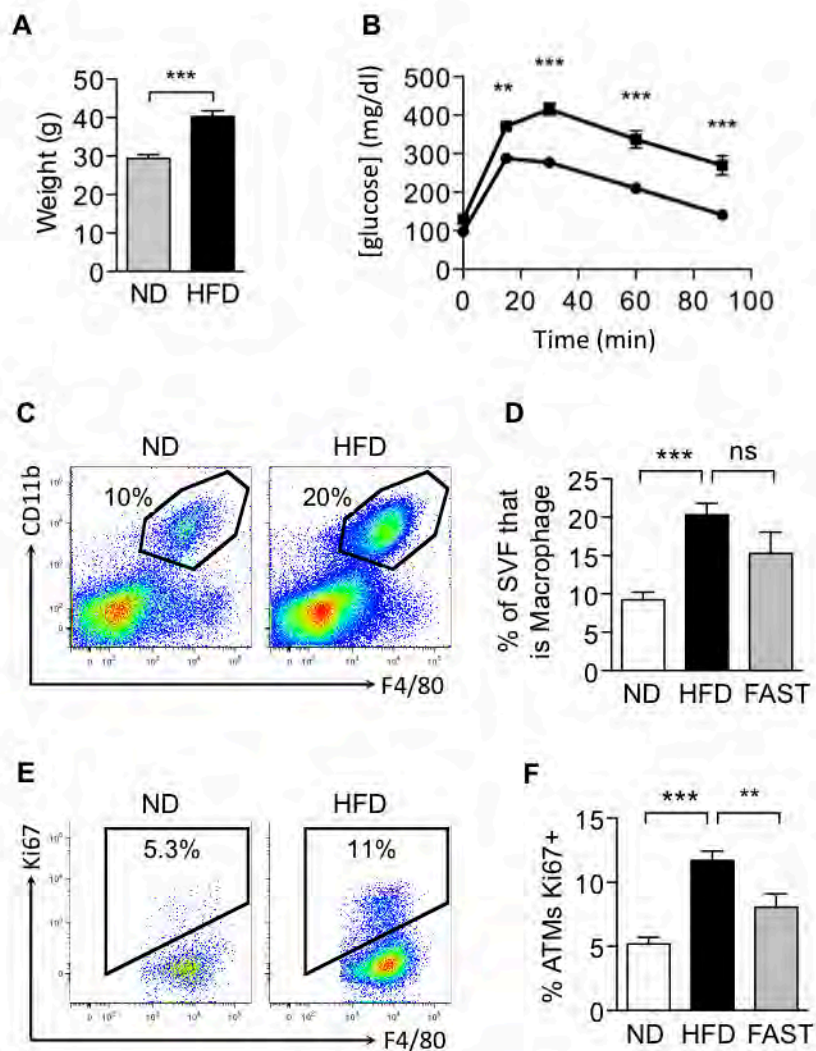 A
Weight (g)
50
40
30
20
10
0
***
ND HFD
B
[glucose] (mg/dl)
500
400
300
200
100
0
** *** *** ***
0 20 40 60 80 100
Time (min)
C
ND HFD
CD11b
10% 20%
F4/80
D
% of SVF that
is Macrophage
25
20
15
10
5
0
*** ns
ND HFD FAST
E
ND HFD
Ki67
5.3% 11%
F4/80
F
% ATMs Ki67+
15
10
5
0
*** **
ND HFD FAST